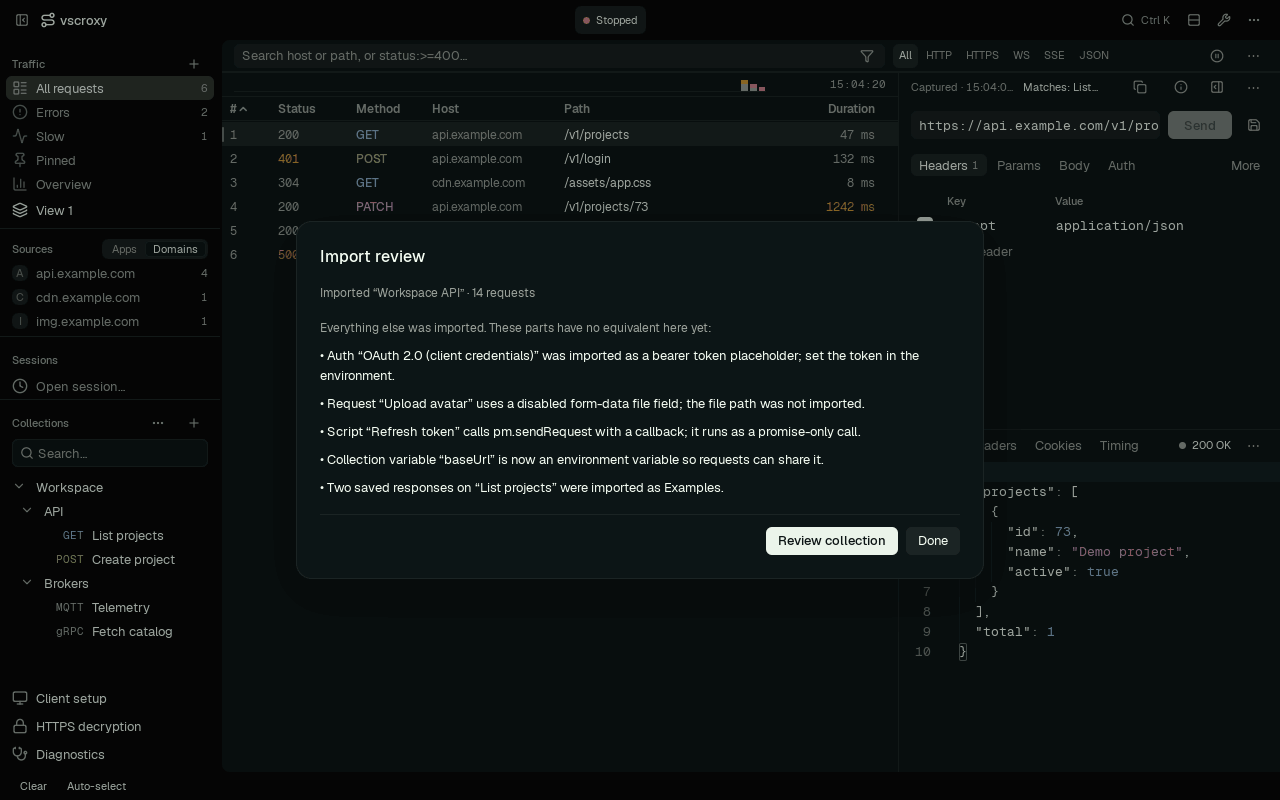 vscroxy
Stopped
Ctrl K
Traffic
All requests 6
Errors 2
Slow 1
Pinned
Overview
View 1
Sources Apps Domains
A api.example.com 4
C cdn.example.com 1
I img.example.com 1
Sessions
Open session...
Collections
Search...
Workspace
API
GET List projects
POST Create project
Brokers
MQTT Telemetry
gRPC Fetch catalog
Client setup
HTTPS decryption
Diagnostics
Clear Auto-select
Search host or path, or status:>=400...
All HTTP HTTPS WS SSE JSON
15:04:20
# Status Method Host Path Duration
1 200 GET api.example.com /v1/projects 47 ms
2 401 POST api.example.com /v1/login 132 ms
3 304 GET cdn.example.com /assets/app.css 8 ms
4 200 PATCH api.example.com /v1/projects/73 1242 ms
5 200
6 500
Import review
Imported “Workspace API” · 14 requests
Everything else was imported. These parts have no equivalent here yet:
• Auth “OAuth 2.0 (client credentials)” was imported as a bearer token placeholder; set the token in the
environment.
• Request “Upload avatar” uses a disabled form-data file field; the file path was not imported.
• Script “Refresh token” calls pm.sendRequest with a callback; it runs as a promise-only call.
• Collection variable “baseUrl” is now an environment variable so requests can share it.
• Two saved responses on “List projects” were imported as Examples.
Review collection Done
Captured · 15:04:0... Matches: List...
https://api.example.com/v1/pro Send
Headers 1 Params Body Auth More
Key Value
pt application/json
eader
aders Cookies Timing 200 OK
projects": [
{
"id": 73,
"name": "Demo project",
"active": true
7 }
8 ],
9 "total": 1
10 }